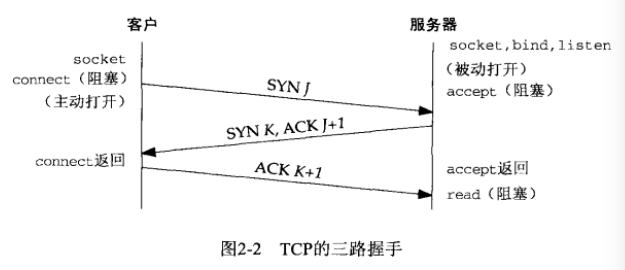 客户
服务器
socket
socket,bind,listen
connect（阻塞）
（被动打开）
（主动打开）
SYN J
accept（阻塞）
SYN K, ACK J+1
connect返回
ACK K+1
accept返回
read（阻塞）
图2-2 TCP的三路握手